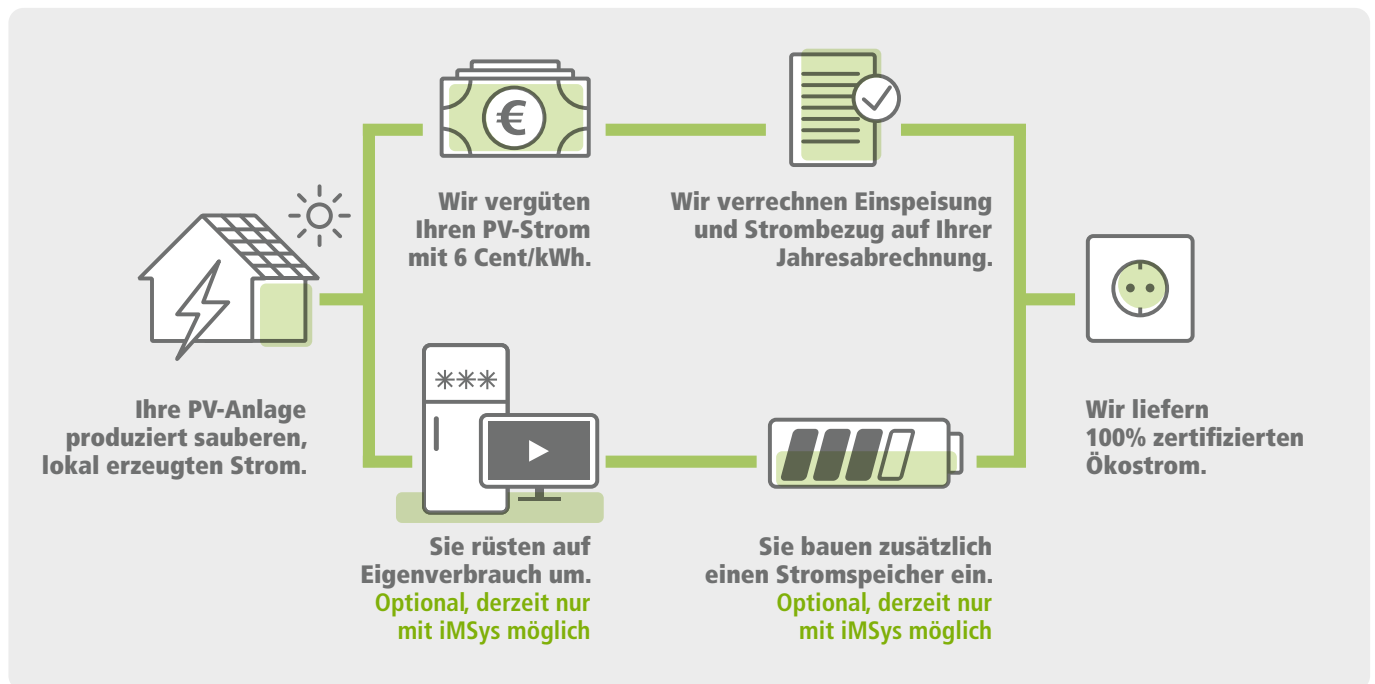 Wir vergüten
Ihren PV-Strom
mit 6 Cent/kWh.
Wir verrechnen Einspeisung
und Strombezug auf Ihrer
Jahresabrechnung.
Ihre PV-Anlage
produziert sauberen,
lokal erzeugten Strom.
Wir liefern
100% zertifizierten
Ökostrom.
Sie rüsten auf
Eigenverbrauch um.
Optional, derzeit nur
mit iMSys möglich
Sie bauen zusätzlich
einen Stromspeicher ein.
Optional, derzeit nur
mit iMSys möglich